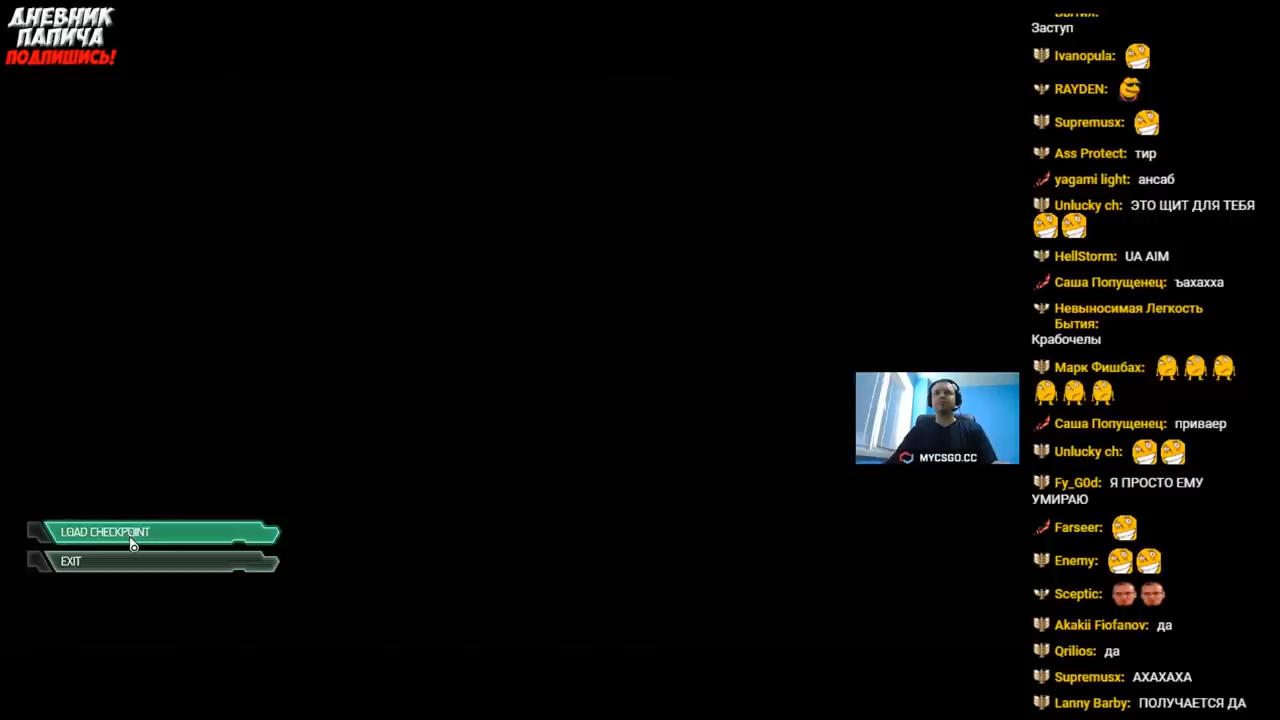 ДНЕВНИК
ПАПИЧА
ПОДПИШИСЬ!
LOAD CHECKPOINT
EXIT
MYCSGO.CC
Бытия:
Заступ
Ivanopula:
RAYDEN:
Supremusx:
Ass Protect: тир
yagami light: ансаб
Unlucky ch: ЭТО ЩИТ ДЛЯ ТЕБЯ
HellStorm: UA AIM
Саша Попущенец: ъахахха
Невыносимая Легкость
Бытия:
Крабочелы
Марк Фишбах:
Саша Попущенец: приваер
Unlucky ch:
Fy_G0d: Я ПРОСТО ЕМУ
УМИРАЮ
Farseer:
Enemy:
Sceptic:
Akakii Fiofanov: да
Qrilios: да
Supremusx: АХАХАХА
Lanny Barby: ПОЛУЧАЕТСЯ ДА